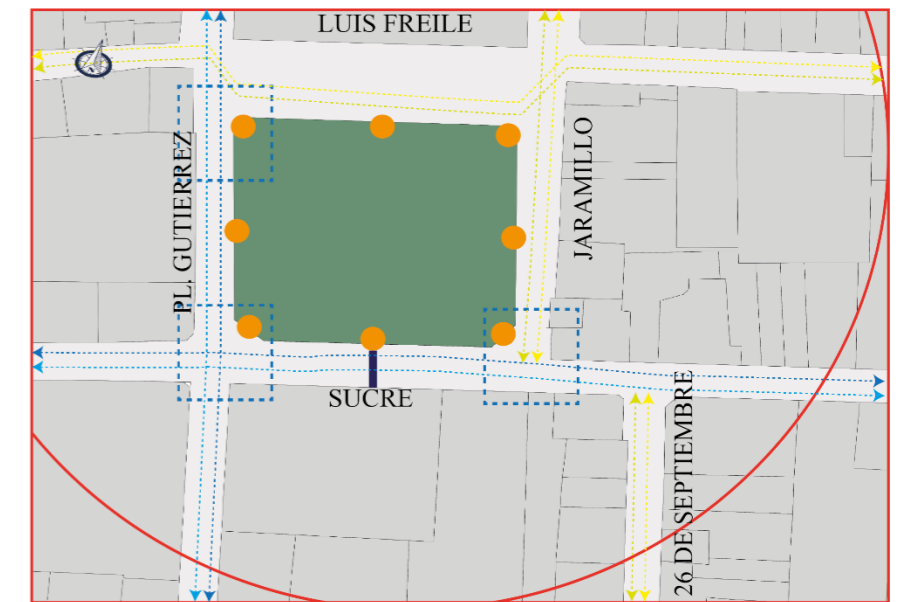 LUIS FREILE
PL. GUTIERREZ
JARAMILLO
SUCRE
26 DE SEPTIEMBRE